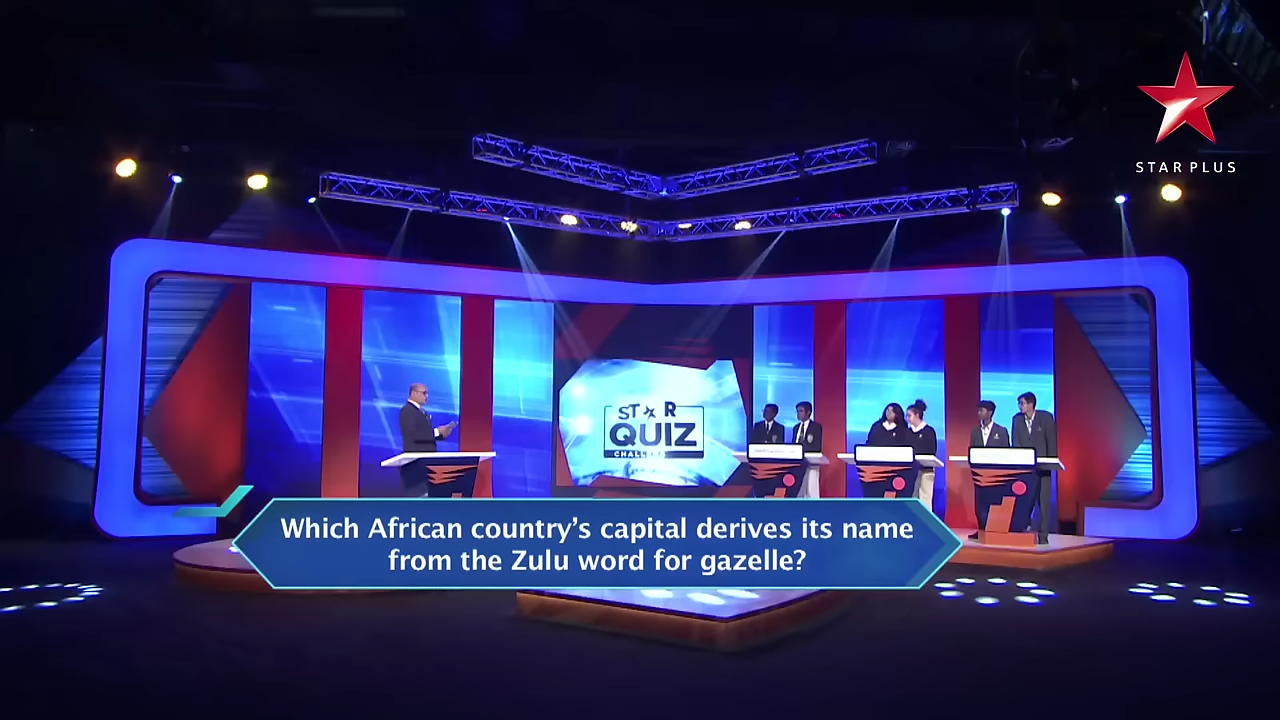 STAR PLUS
ST R
QUIZ
Which African country's capital derives its name
from the Zulu word for gazelle?